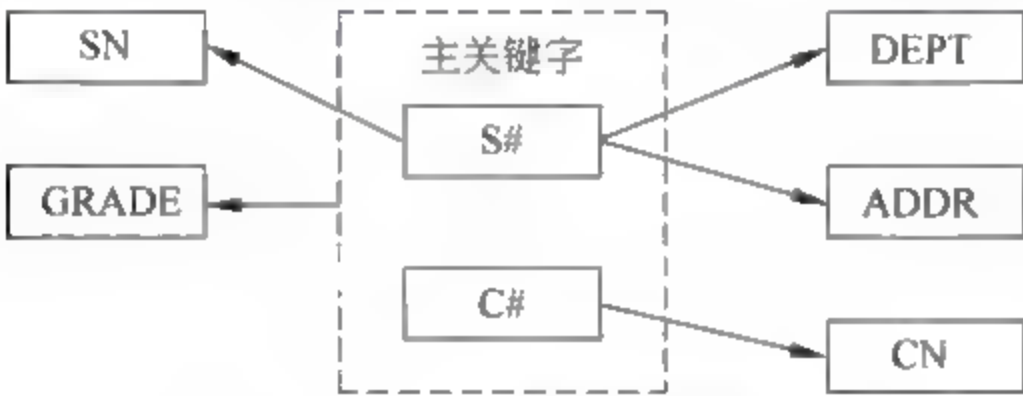 SN
主关键字
DEPT
S#
GRADE
ADDR
C#
CN